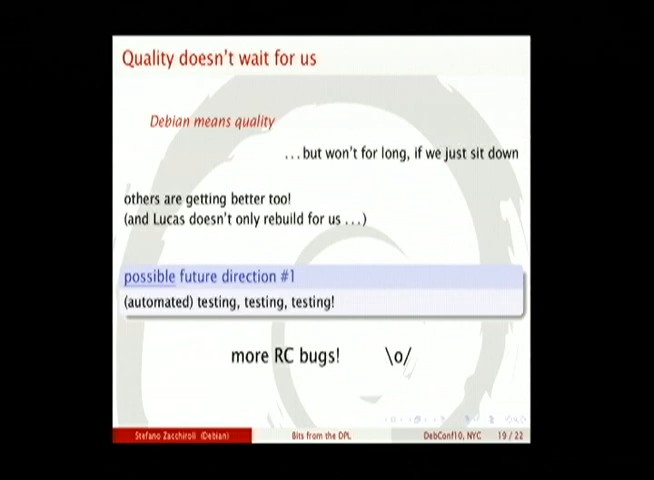 Quality doesn't wait for us
Debian means quality
...but won't for long, if we just sit down
others are getting better too!
(and Lucas doesn't only rebuild for us ...)
possible future direction #1
(automated) testing, testing, testing!
more RC bugs! \o/
Stefano Zacchiroli (Debian) Bits from the DPL DebConf10, NYC 19 / 22